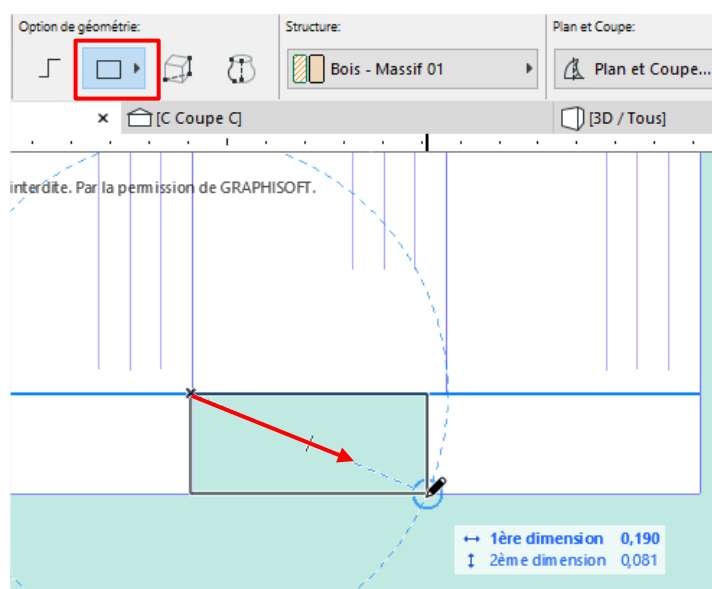 Option de géométrie:
Structure:
Plan et Coupe:
Bois - Massif 01
Plan et Coupe...
[C Coupe C]
[3D / Tous]
interdite. Par la permission de GRAPHISOFT.
1ère dimension 0,190
2ème dimension 0,081